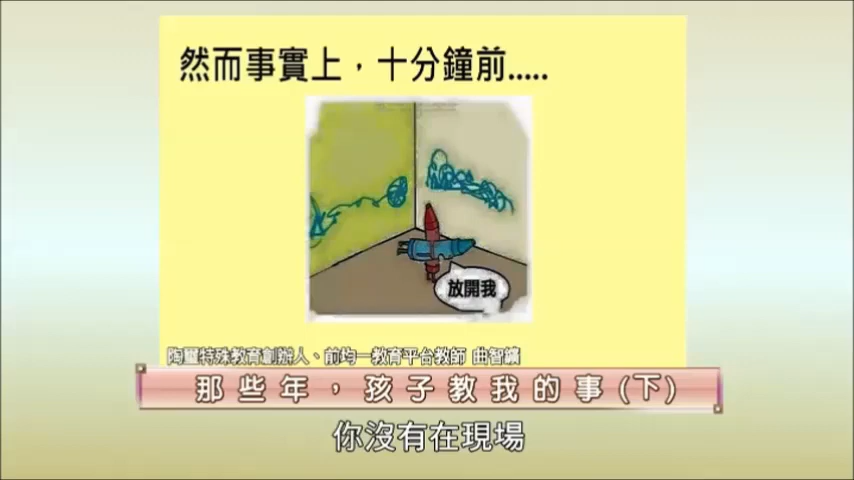 然而事實上，十分鐘前.....
放開我
陶璽特殊教育創辦人、前均一教育平台教師 曲智鑛
那些年，孩子教我的事(下)
你沒有在現場